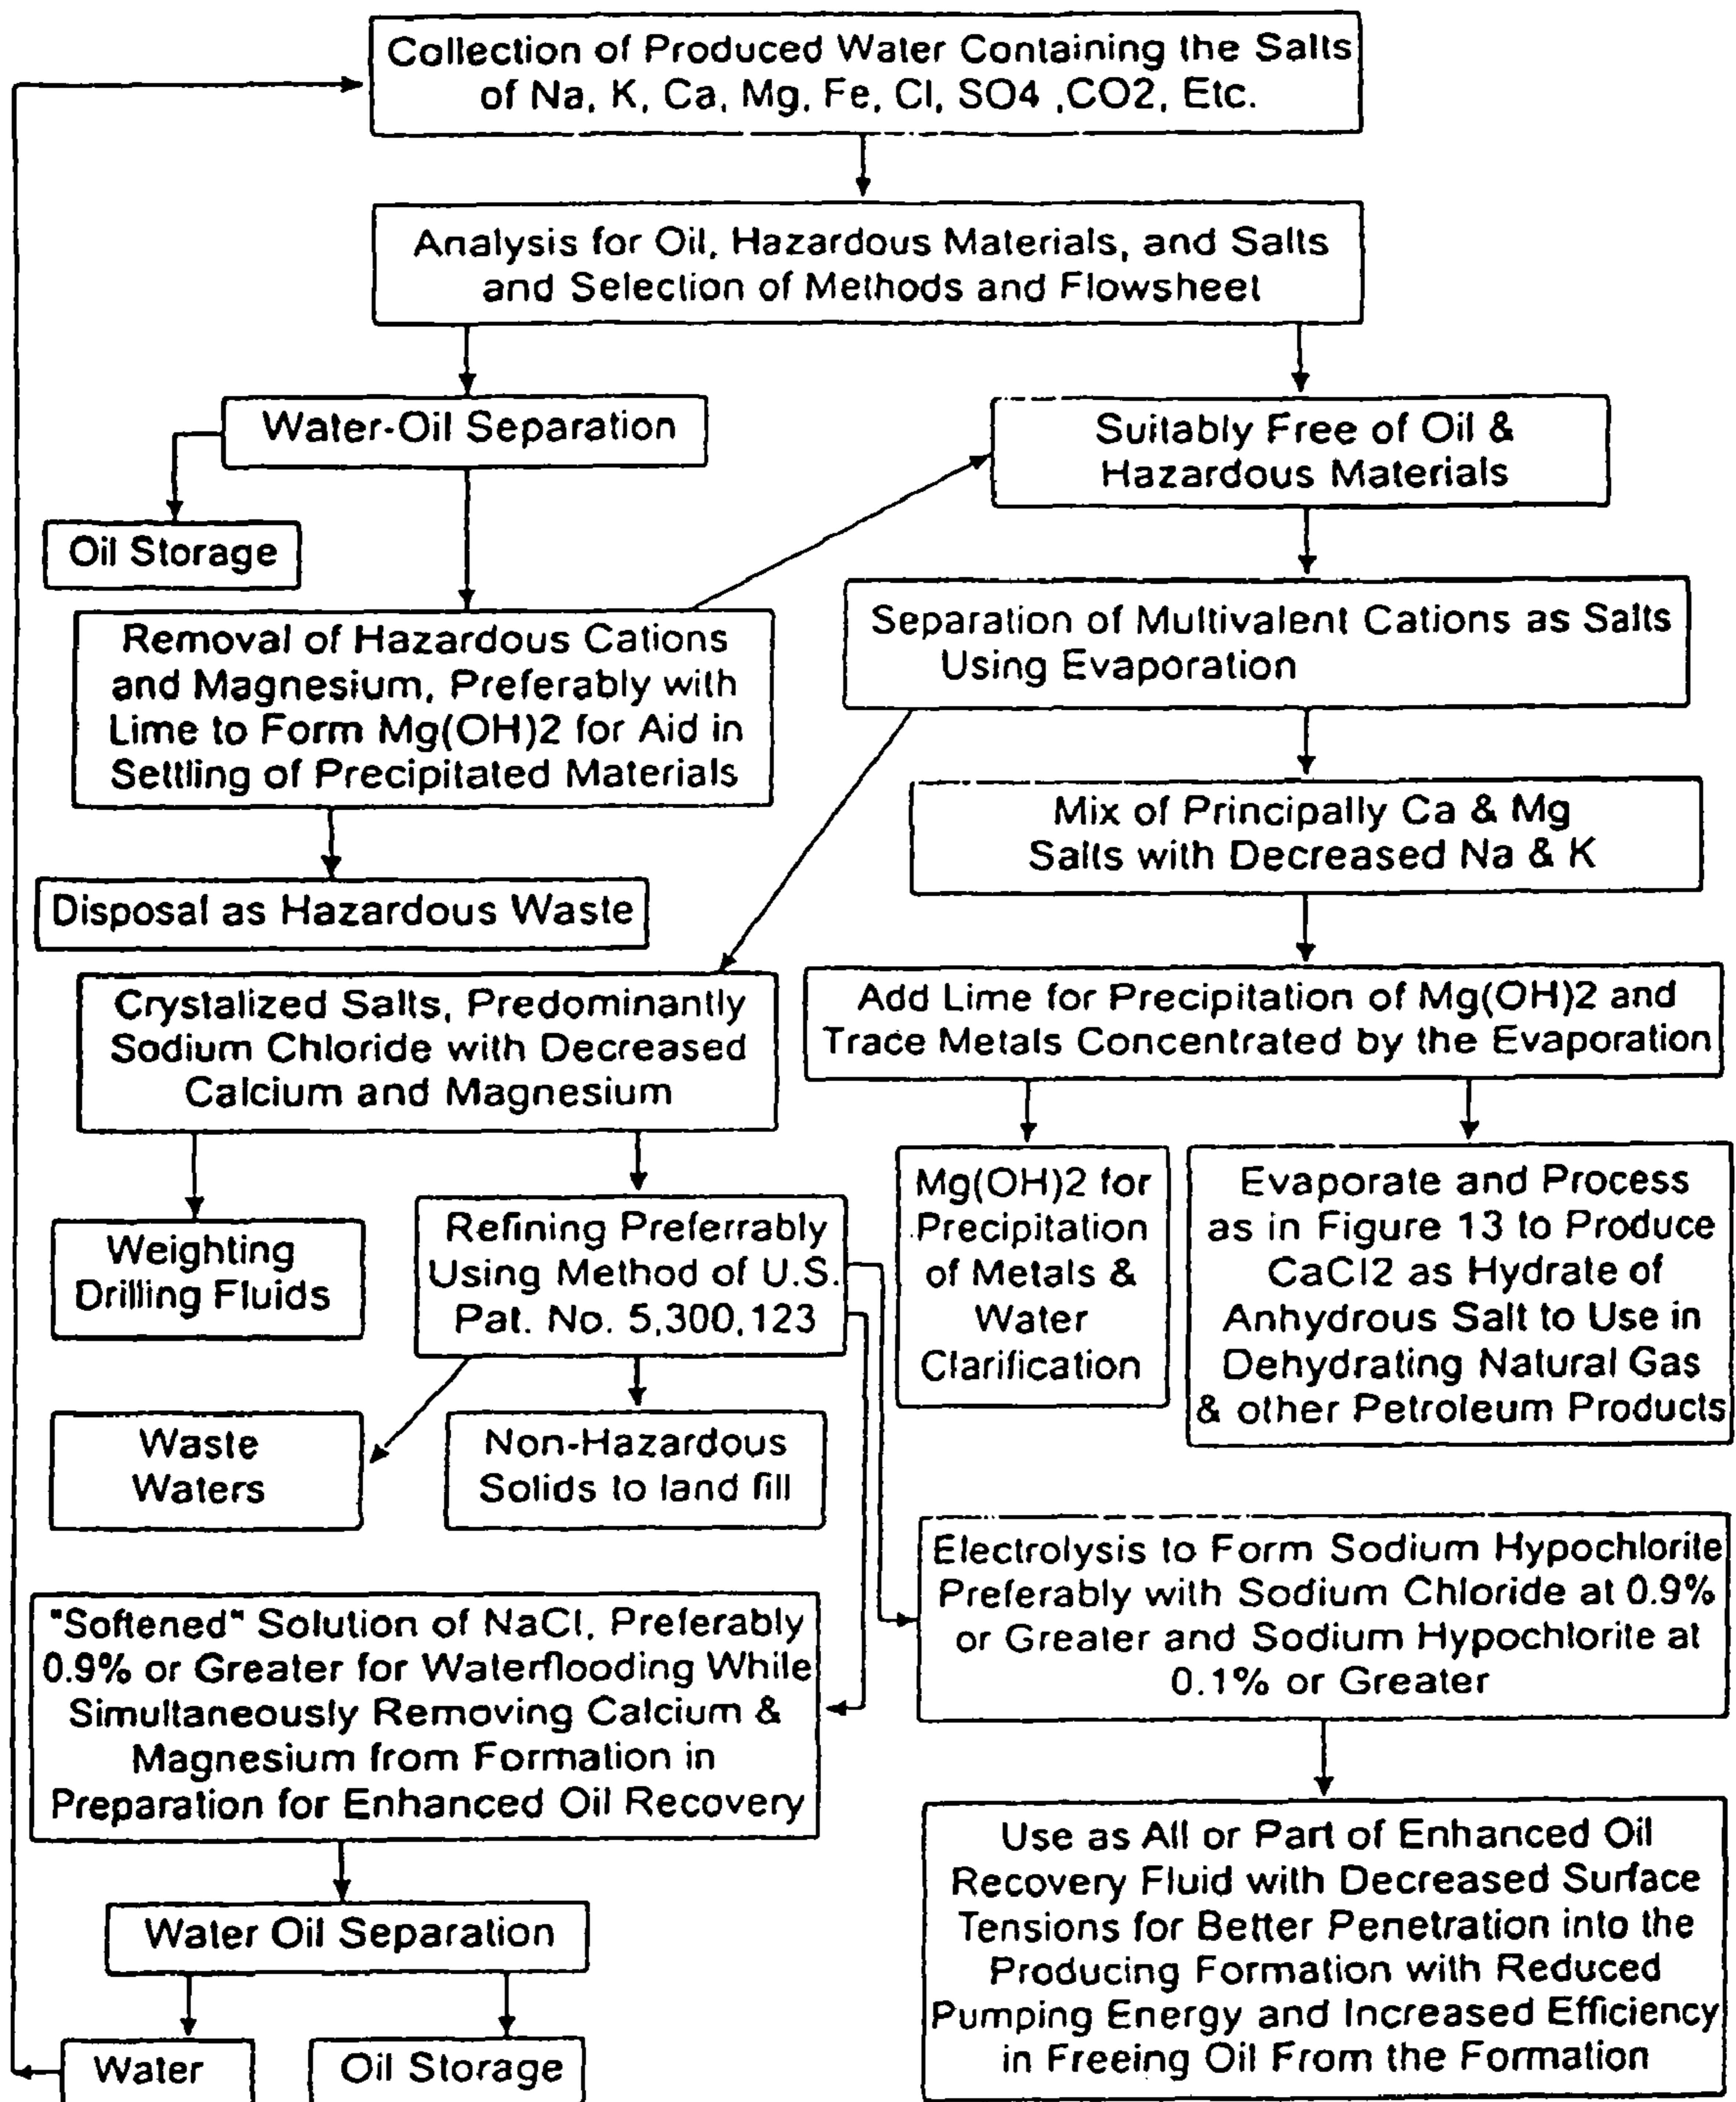 Collection of Produced Water Containing the Salts
of Na, K, Ca, Mg, Fe, Cl, SO4 ,CO2, Etc.
Analysis for Oil, Hazardous Materials, and Salts
and Selection of Methods and Flowsheet
Water-Oil Separation
Suitably Free of Oil &
Hazardous Materials
Oil Storage
Removal of Hazardous Cations
and Magnesium, Preferably with
Lime to Form Mg(OH)2 for Aid in
Settling of Precipitated Materials
Separation of Multivalent Cations as Salts
Using Evaporation
Mix of Principally Ca & Mg
Salts with Decreased Na & K
Disposal as Hazardous Waste
Crystalized Salts, Predominantly
Sodium Chloride with Decreased
Calcium and Magnesium
Add Lime for Precipitation of Mg(OH)2 and
Trace Metals Concentrated by the Evaporation
Weighting
Drilling Fluids
Refining Preferrably
Using Method of U.S.
Pat. No. 5,300,123
Mg(OH)2 for
Precipitation
of Metals &
Water
Clarification
Evaporate and Process
as in Figure 13 to Produce
CaCl2 as Hydrate of
Anhydrous Salt to Use in
Dehydrating Natural Gas
& other Petroleum Products
Waste
Waters
Non-Hazardous
Solids to land fill
Electrolysis to Form Sodium Hypochlorite
Preferably with Sodium Chloride at 0.9%
or Greater and Sodium Hypochlorite at
0.1% or Greater
"Softened" Solution of NaCl, Preferably
0.9% or Greater for Waterflooding While
Simultaneously Removing Calcium &
Magnesium from Formation in
Preparation for Enhanced Oil Recovery
Use as All or Part of Enhanced Oil
Recovery Fluid with Decreased Surface
Tensions for Better Penetration into the
Producing Formation with Reduced
Pumping Energy and Increased Efficiency
in Freeing Oil From the Formation
Water Oil Separation
Water
Oil Storage